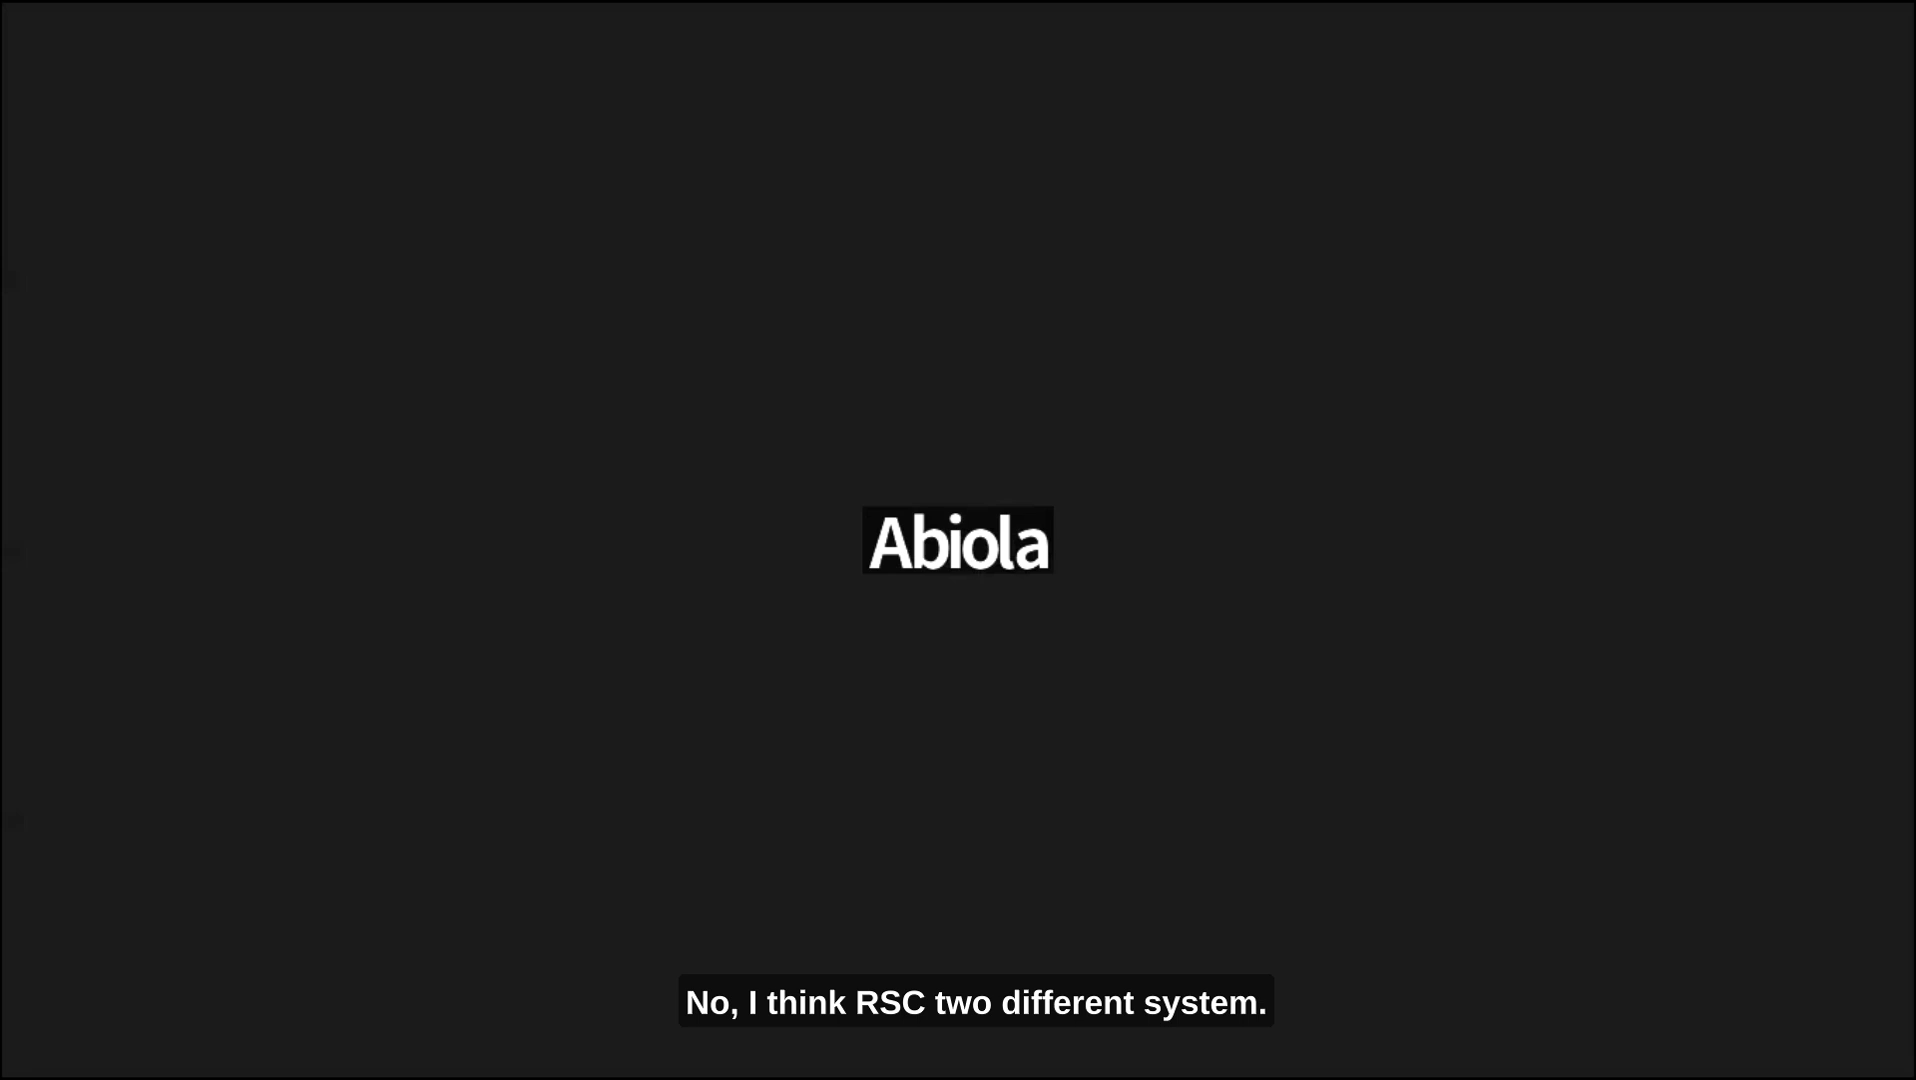 Abiola
No, I think RSC two different system.